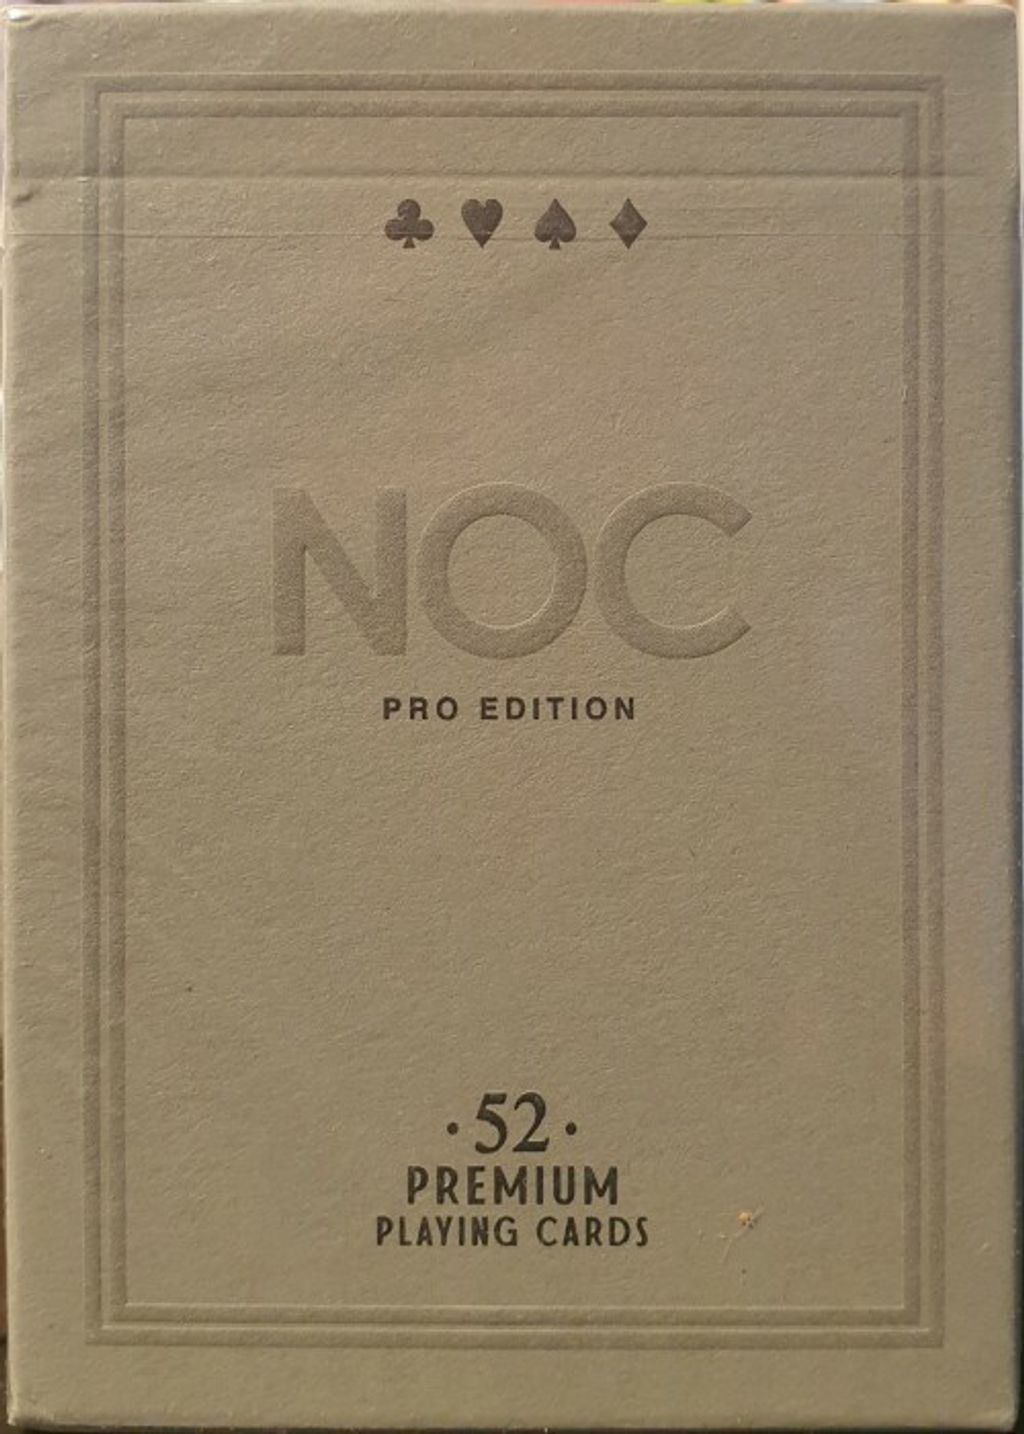 NOC
PRO EDITION
·52·
PREMIUM
PLAYING CARDS